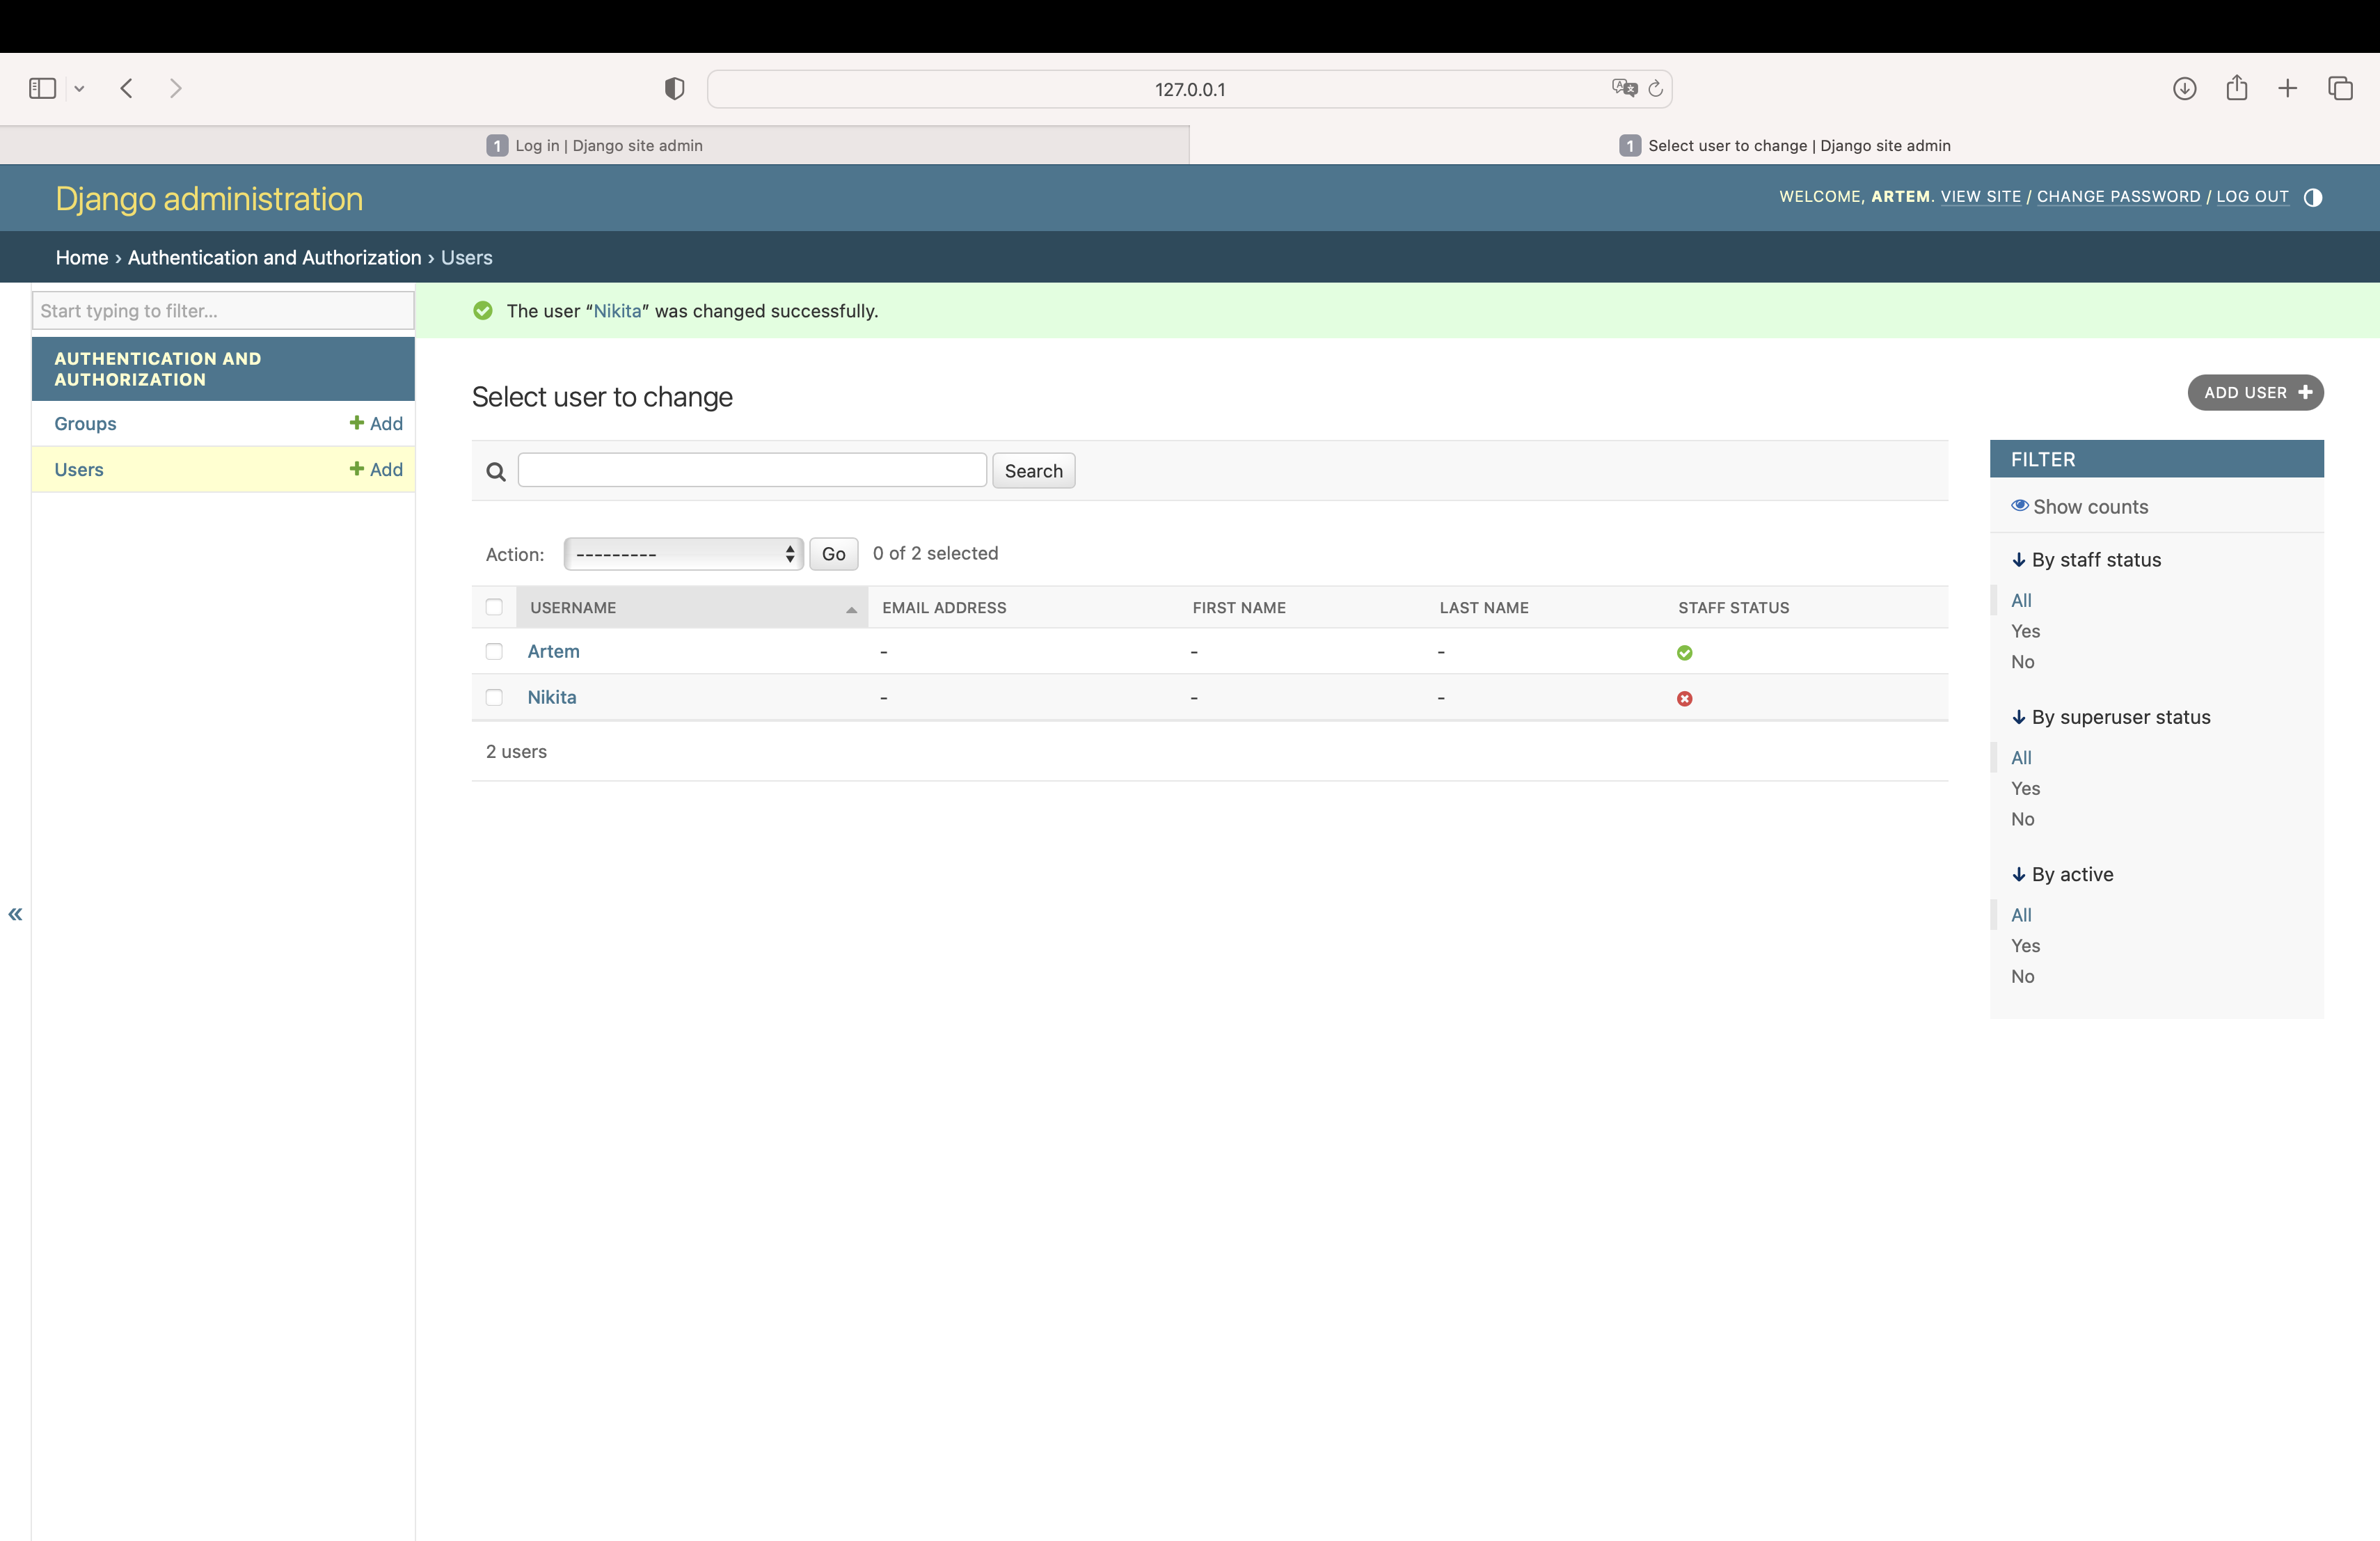 127.0.0.1
1 Log in | Django site admin
1 Select user to change | Django site admin
Django administration
WELCOME, ARTEM. VIEW SITE / CHANGE PASSWORD / LOG OUT
Home › Authentication and Authorization › Users
Start typing to filter...
AUTHENTICATION AND
AUTHORIZATION
Groups + Add
Users + Add
The user “Nikita” was changed successfully.
Select user to change
ADD USER +
Search
Action: --------- Go 0 of 2 selected
USERNAME EMAIL ADDRESS FIRST NAME LAST NAME STAFF STATUS
Artem - - -
Nikita - - -
2 users
FILTER
Show counts
↓ By staff status
All
Yes
No
↓ By superuser status
All
Yes
No
↓ By active
All
Yes
No
«